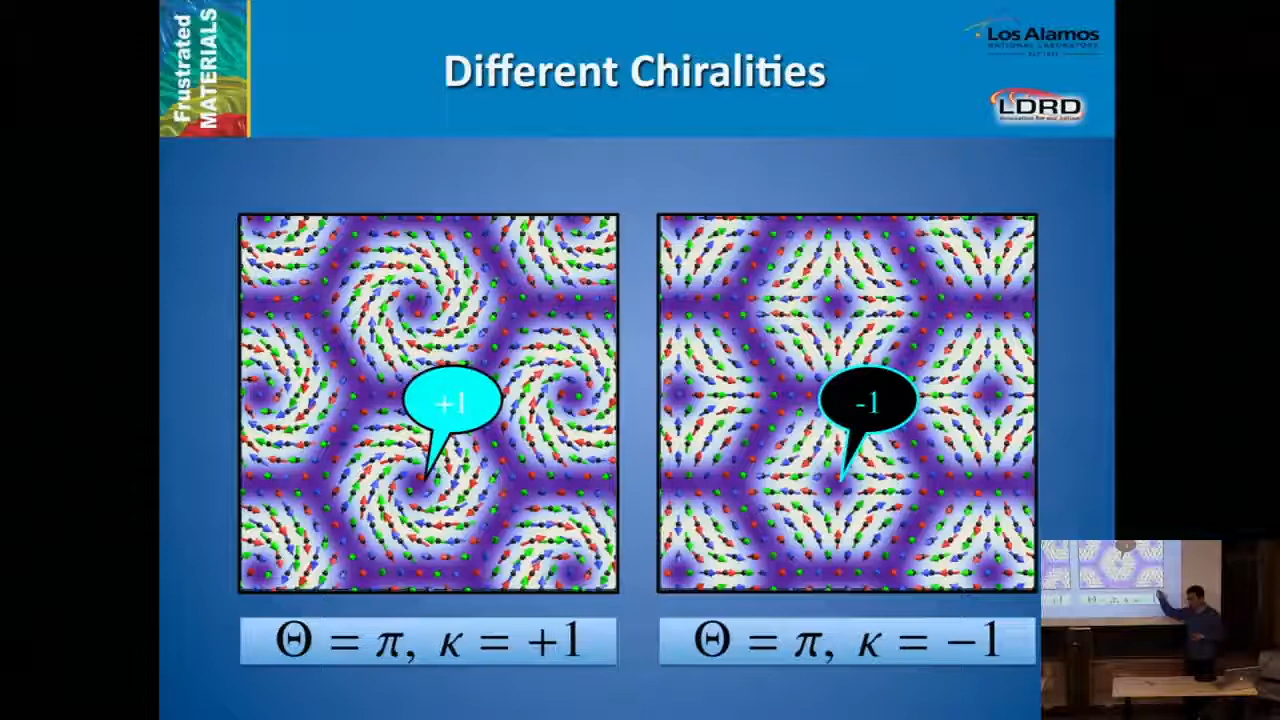 Frustrated
MATERIALS
Different Chiralities
Los Alamos
NATIONAL LABORATORY
LDRD
+1
-1
Θ = π, κ = +1
Θ = π, κ = −1